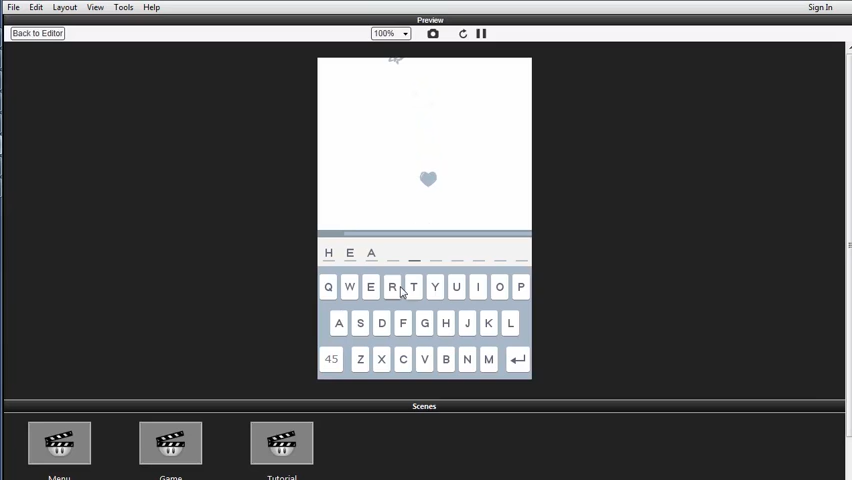 File Edit Layout View Tools Help Sign In
Preview
Back to Editor 100%
H E A
Q W E R T Y U I O P
A S D F G H J K L
45 Z X C V B N M
Scenes
Menu Game Tutorial